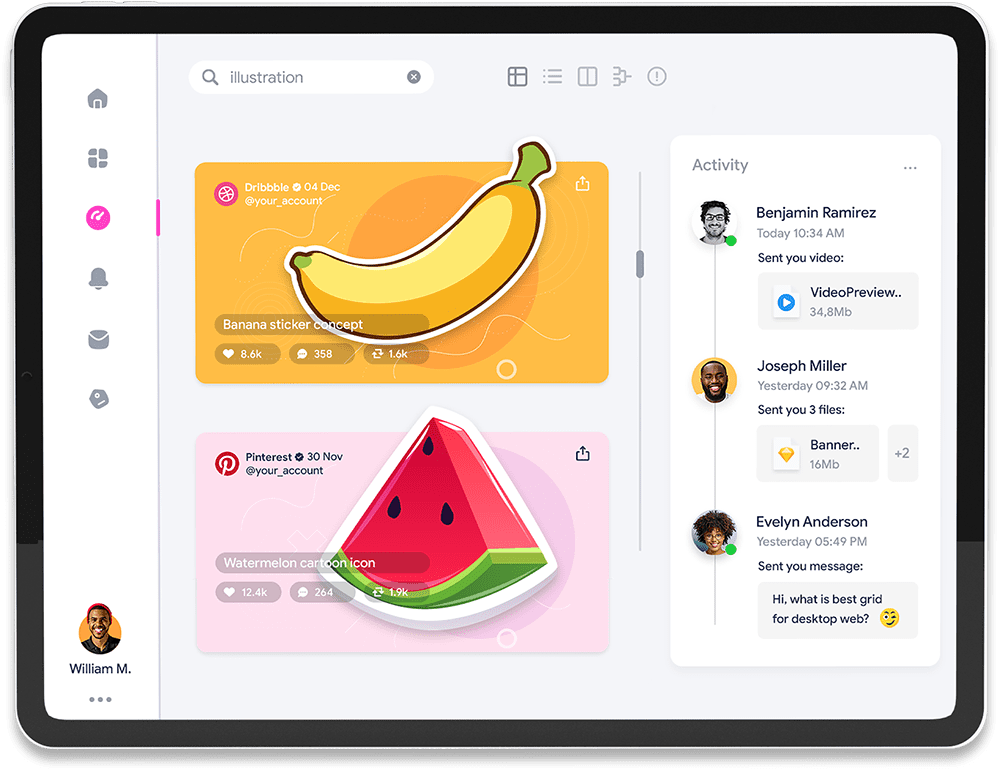 illustration
Dribbble 04 Dec
@your_account
Banana sticker concept
8.6k 358 1.6k
Pinterest 30 Nov
@your_account
Watermelon cartoon icon
12.4k 264 1.9k
William M.
Activity
Benjamin Ramirez
Today 10:34 AM
Sent you video:
VideoPreview..
34,8Mb
Joseph Miller
Yesterday 09:32 AM
Sent you 3 files:
Banner..
16Mb
+2
Evelyn Anderson
Yesterday 05:49 PM
Sent you message:
Hi, what is best grid
for desktop web?